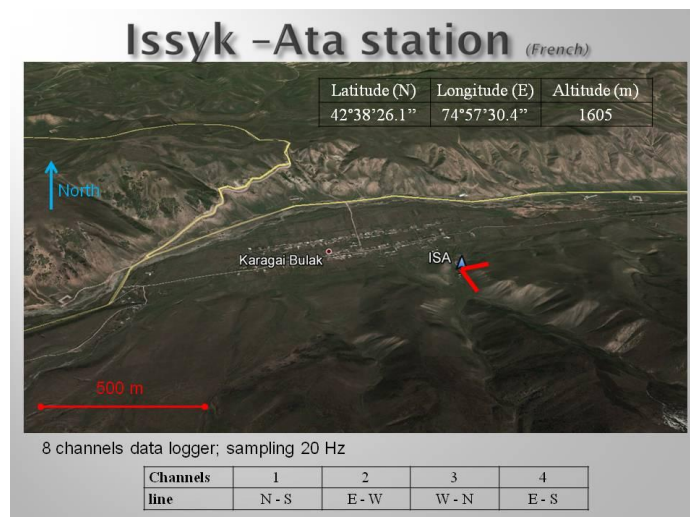 Issyk –Ata station (French)
Latitude (N) Longitude (E) Altitude (m)
42°38'26.1’’ 74°57'30.4’’ 1605
North
Karagai Bulak
ISA
500 m
8 channels data logger; sampling 20 Hz
Channels 1 2 3 4
line N - S E - W W - N E - S